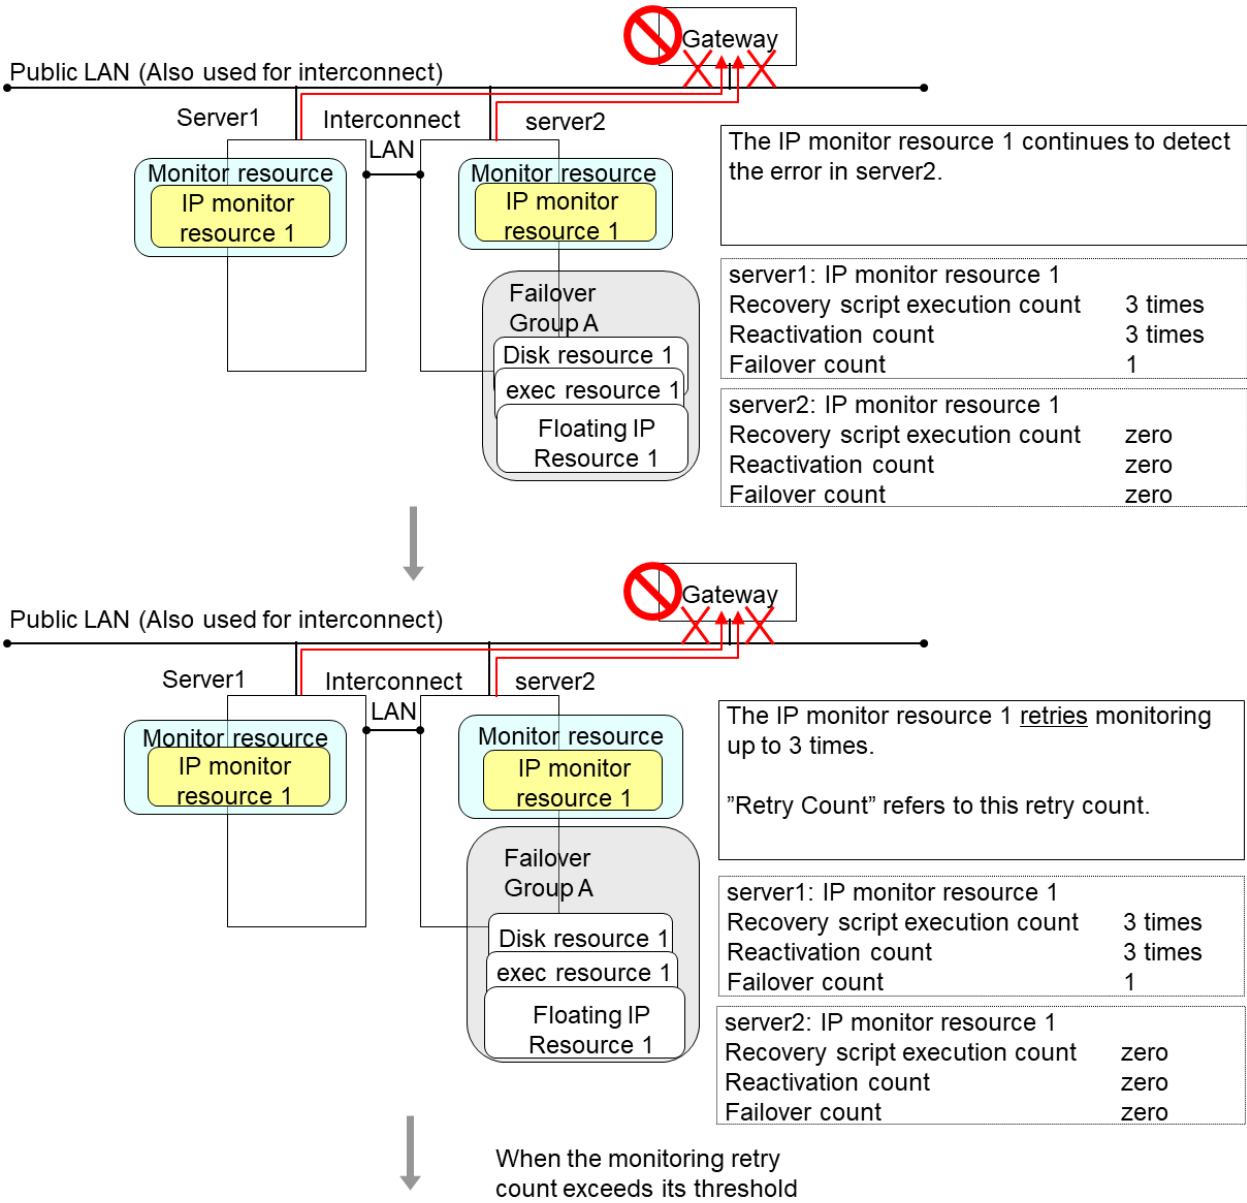 Gateway
Public LAN (Also used for interconnect)
Server1
Interconnect
LAN
server2
Monitor resource
IP monitor
resource 1
Monitor resource
IP monitor
resource 1
Failover
Group A
Disk resource 1
exec resource 1
Floating IP
Resource 1
The IP monitor resource 1 continues to detect
the error in server2.
server1: IP monitor resource 1
Recovery script execution count 3 times
Reactivation count 3 times
Failover count 1
server2: IP monitor resource 1
Recovery script execution count zero
Reactivation count zero
Failover count zero
Gateway
Public LAN (Also used for interconnect)
Server1
Interconnect
LAN
server2
Monitor resource
IP monitor
resource 1
Monitor resource
IP monitor
resource 1
Failover
Group A
Disk resource 1
exec resource 1
Floating IP
Resource 1
The IP monitor resource 1 retries monitoring
up to 3 times.
”Retry Count” refers to this retry count.
server1: IP monitor resource 1
Recovery script execution count 3 times
Reactivation count 3 times
Failover count 1
server2: IP monitor resource 1
Recovery script execution count zero
Reactivation count zero
Failover count zero
When the monitoring retry
count exceeds its threshold